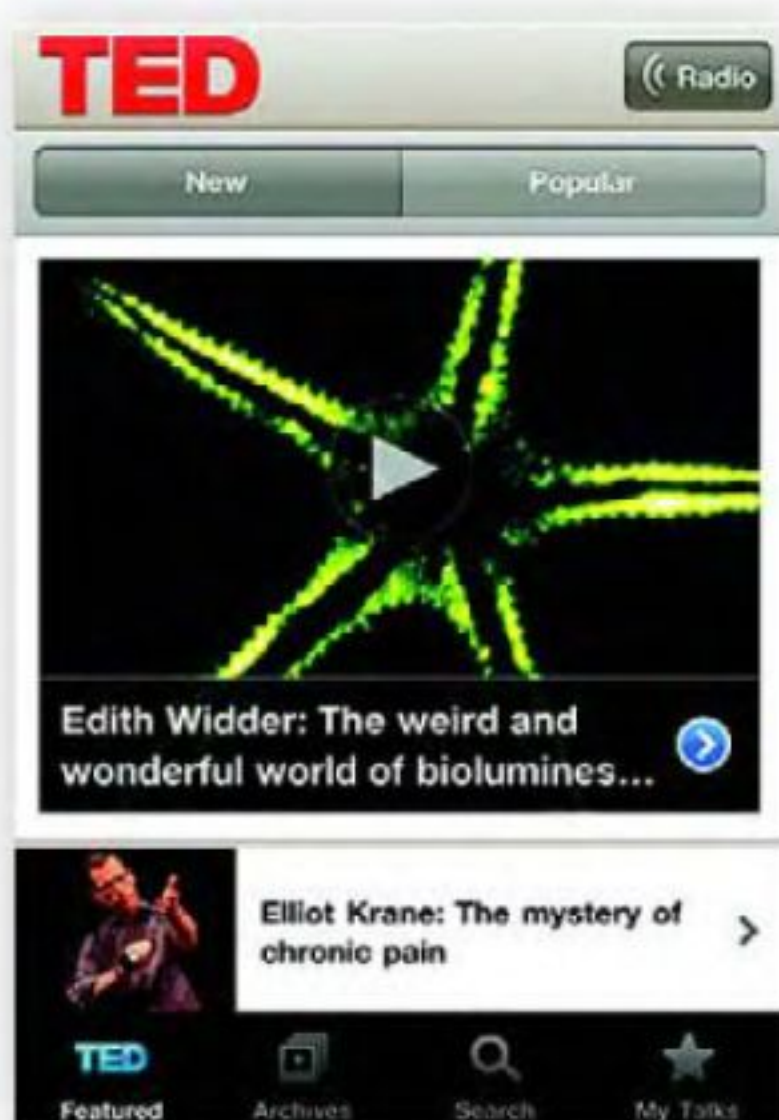 TED
Radio
New
Popular
Edith Widder: The weird and
wonderful world of biolumines...
Elliot Krane: The mystery of
chronic pain
TED
Featured
Archives
Search
My Talks